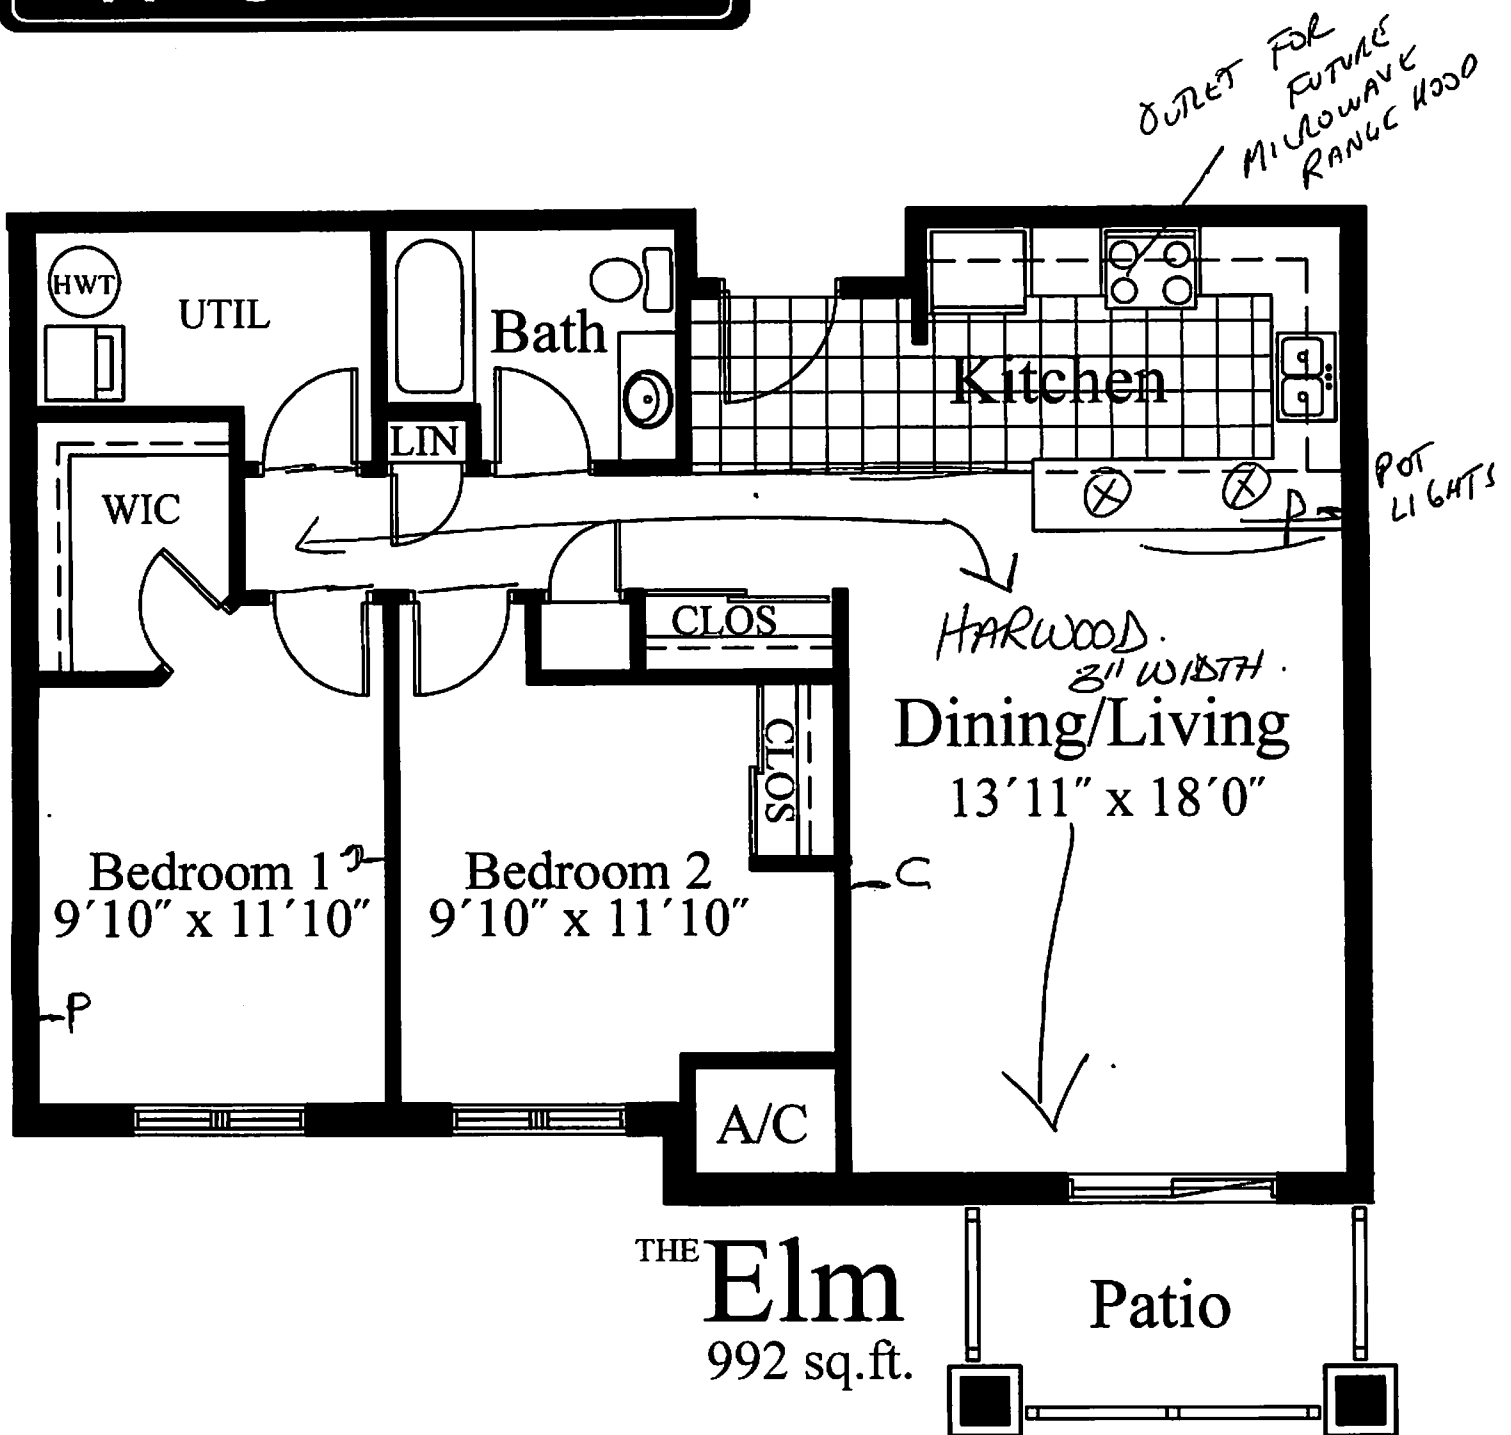 OUTLET FOR
FUTURE
MICROWAVE
RANGE HOOD
HWT
UTIL
Bath
Kitchen
LIN
WIC
POT
LIGHTS
P
CLOS
HARWOOD.
3" WIDTH.
Dining/Living
13´11″ x 18´0″
CLOS
Bedroom 1
9´10″ x 11´10″
Bedroom 2
9´10″ x 11´10″
C
P
A/C
THE Elm
992 sq.ft.
Patio